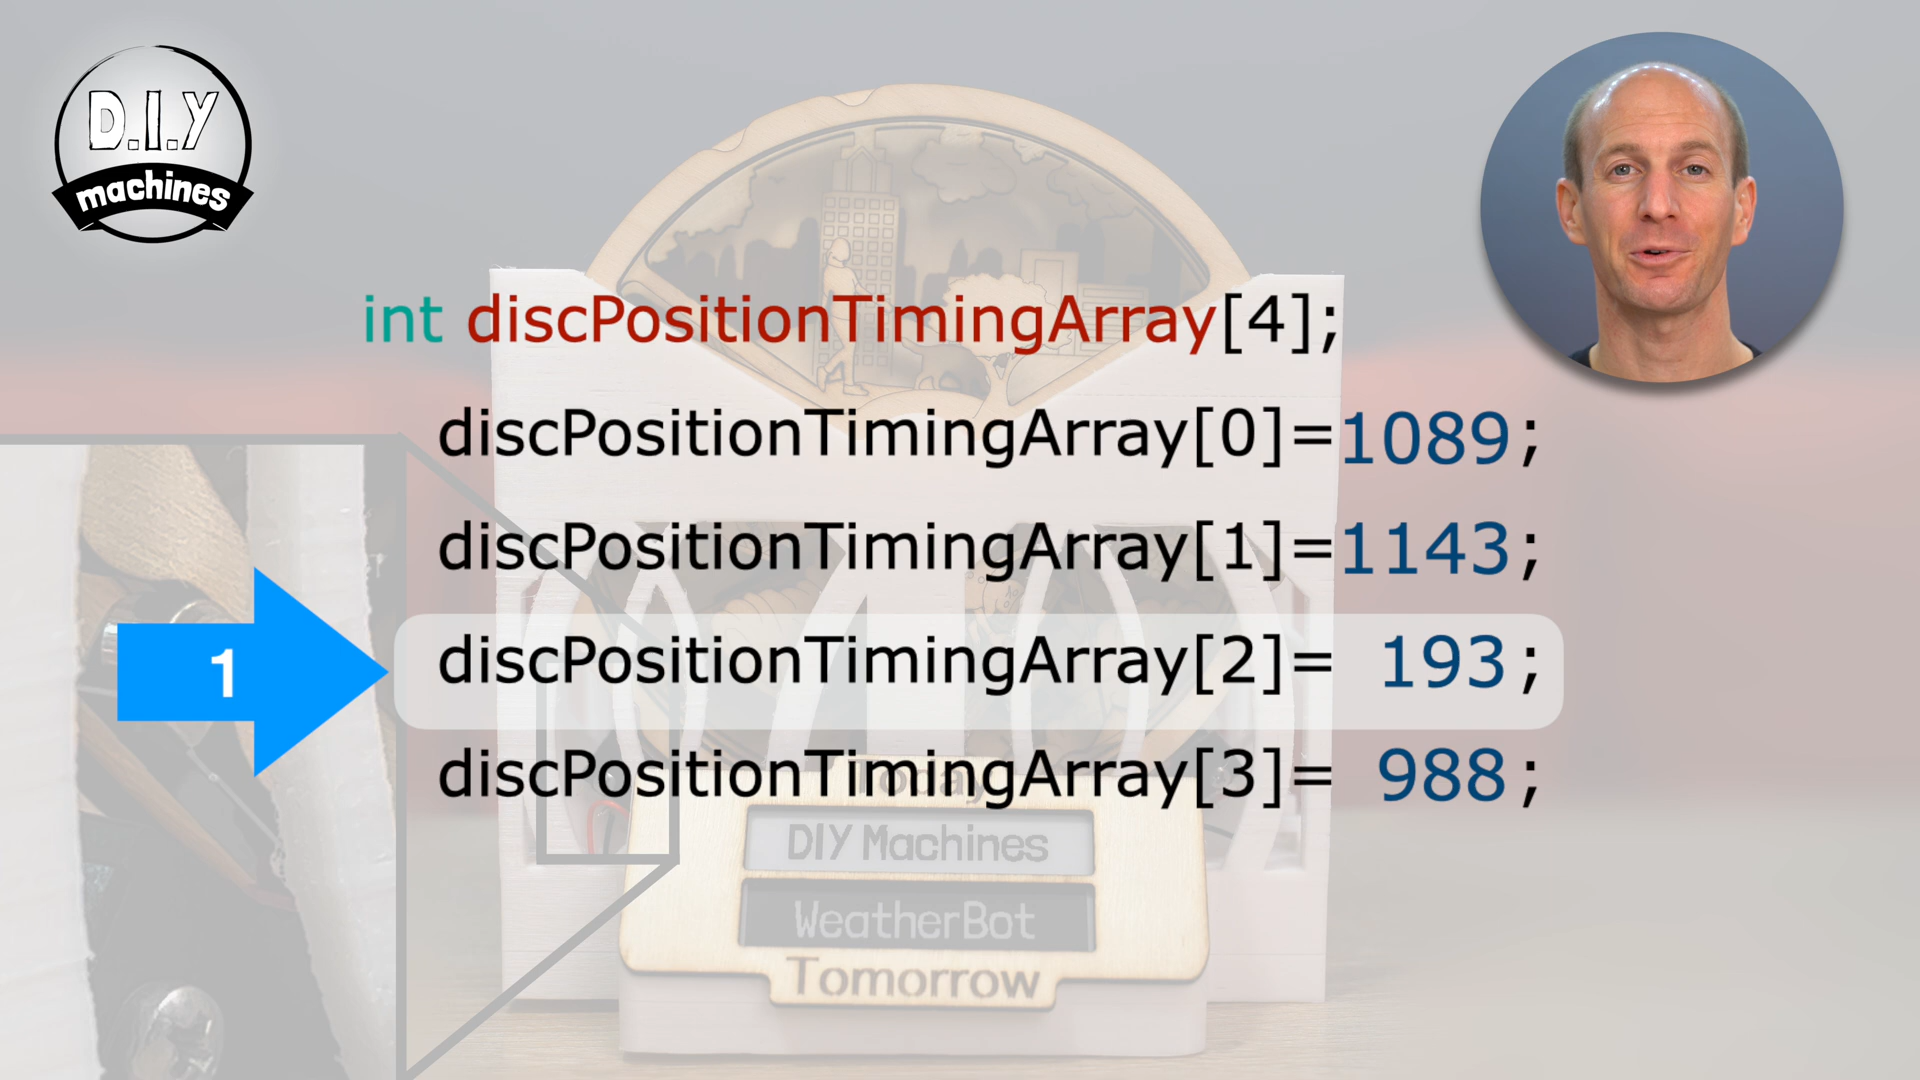 D.I.Y
machines
int discPositionTimingArray[4];
discPositionTimingArray[0]=1089;
discPositionTimingArray[1]=1143;
1
discPositionTimingArray[2]= 193;
discPositionTimingArray[3]= 988;
Today
DIY Machines
WeatherBot
Tomorrow